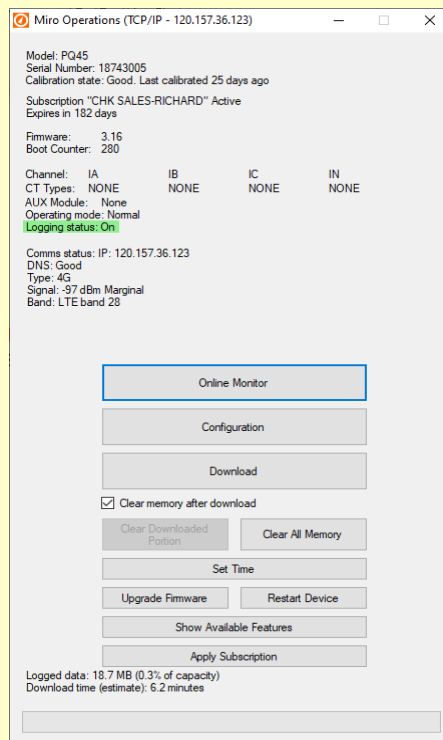 Miro Operations (TCP/IP - 120.157.36.123)
Model: PQ45
Serial Number: 18743005
Calibration state: Good. Last calibrated 25 days ago
Subscription "CHK SALES-RICHARD" Active
Expires in 182 days
Firmware: 3.16
Boot Counter: 280
Channel: IA IB IC IN
CT Types: NONE NONE NONE NONE
AUX Module: None
Operating mode: Normal
Logging status: On
Comms status: IP: 120.157.36.123
DNS: Good
Type: 4G
Signal: -97 dBm Marginal
Band: LTE band 28
Online Monitor
Configuration
Download
Clear memory after download
Clear Downloaded
Portion
Clear All Memory
Set Time
Upgrade Firmware Restart Device
Show Available Features
Apply Subscription
Logged data: 18.7 MB (0.3% of capacity)
Download time (estimate): 6.2 minutes